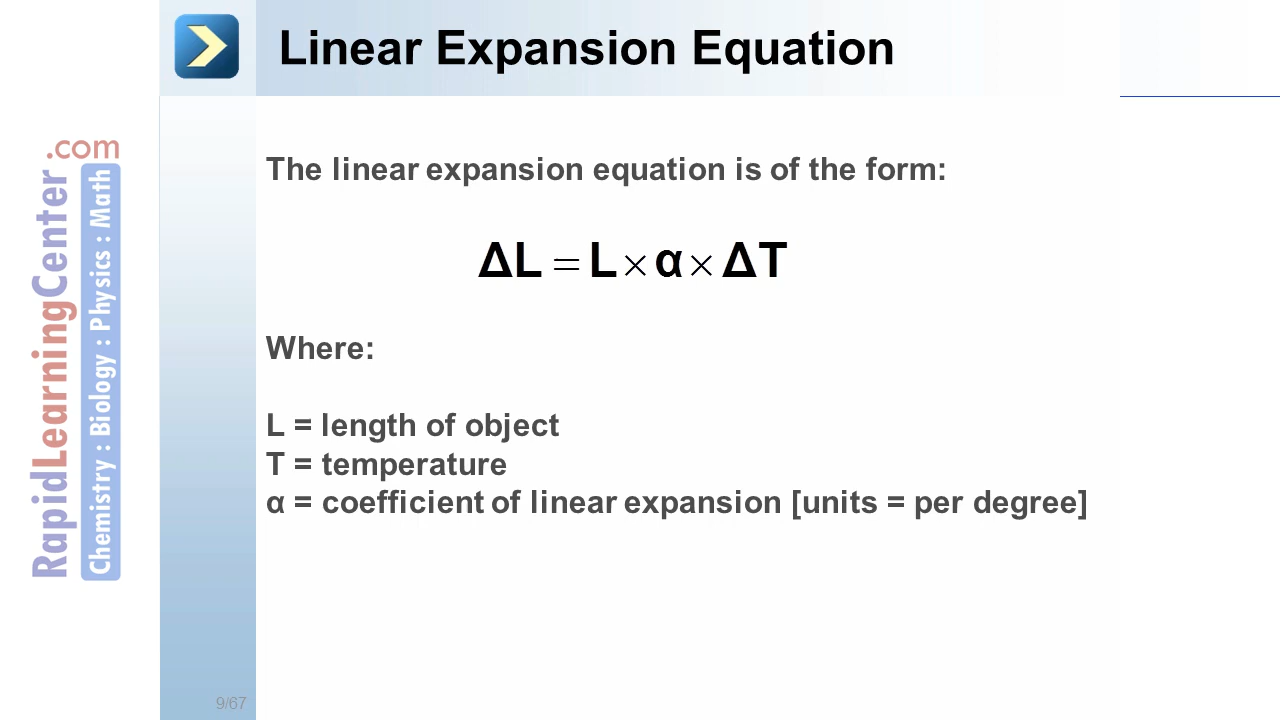 Linear Expansion Equation
RapidLearningCenter.com
Chemistry : Biology : Physics : Math
The linear expansion equation is of the form:
ΔL = L × α × ΔT
Where:
L = length of object
T = temperature
α = coefficient of linear expansion [units = per degree]
9/67